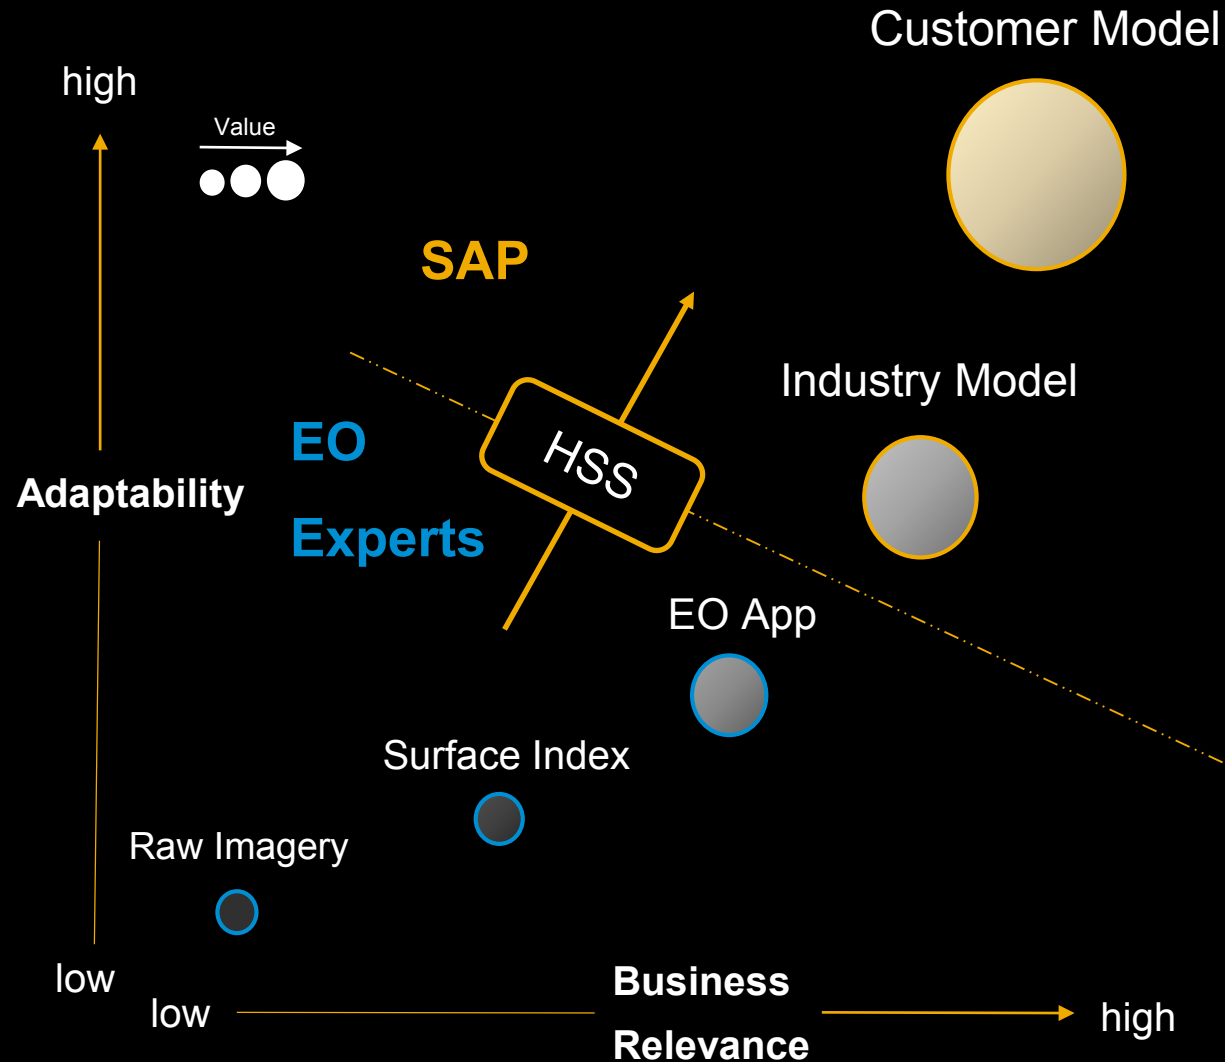 Customer Model
high
Value
SAP
Industry Model
EO
Experts
HSS
Adaptability
EO App
Surface Index
Raw Imagery
low
low
Business
Relevance
high